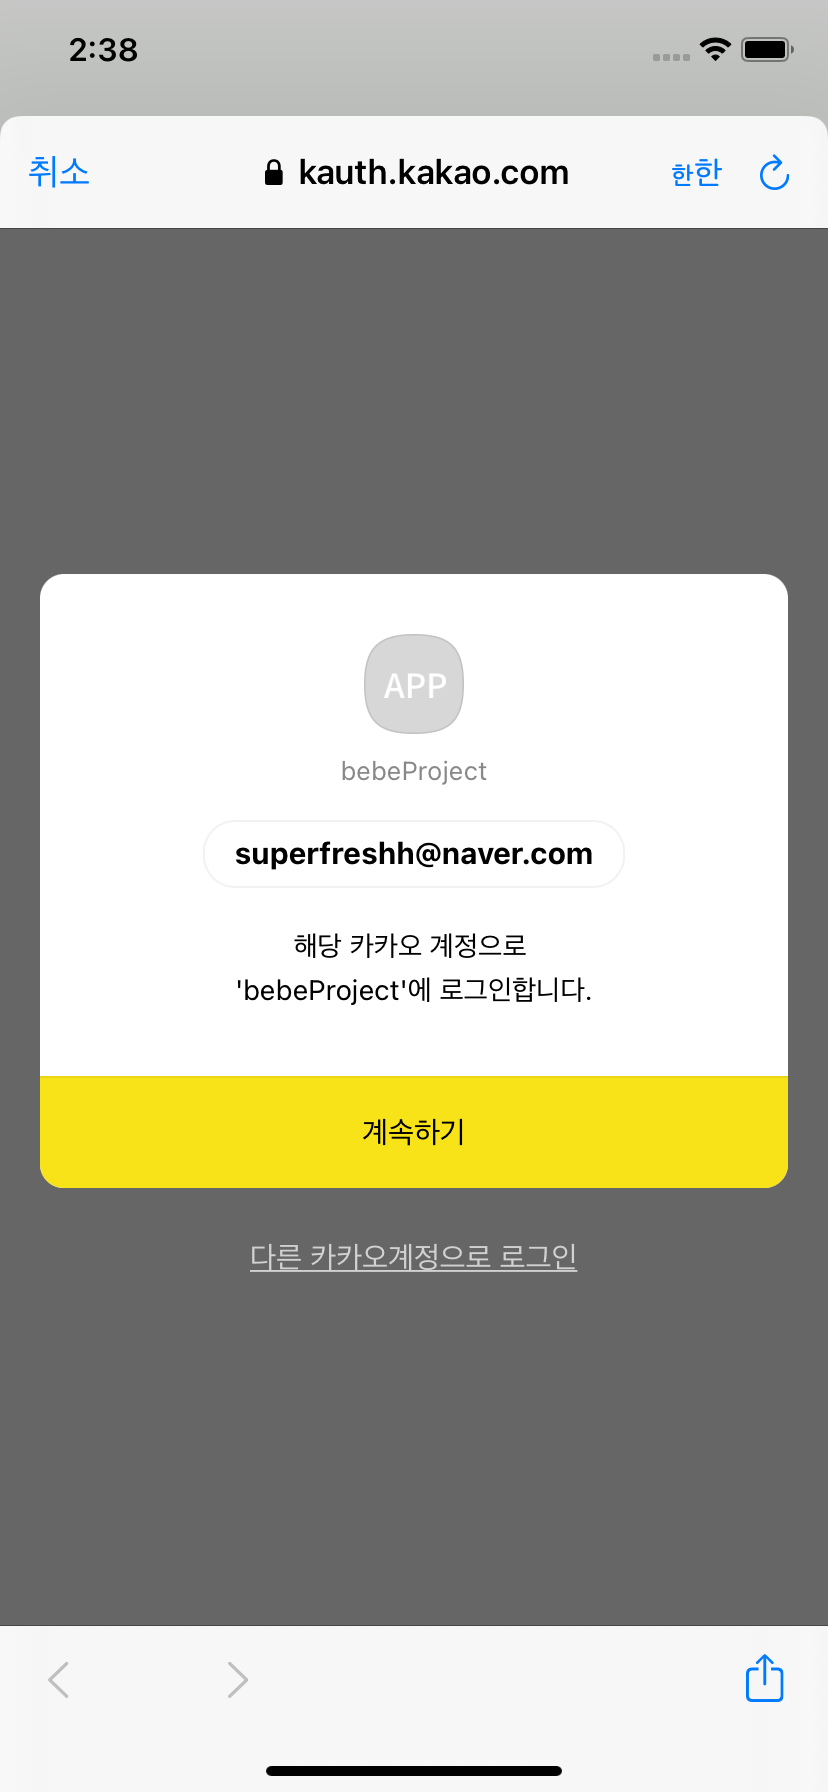 2:38
취소
kauth.kakao.com
한한
APP
bebeProject
superfreshh@naver.com
해당 카카오 계정으로
'bebeProject'에 로그인합니다.
계속하기
다른 카카오계정으로 로그인